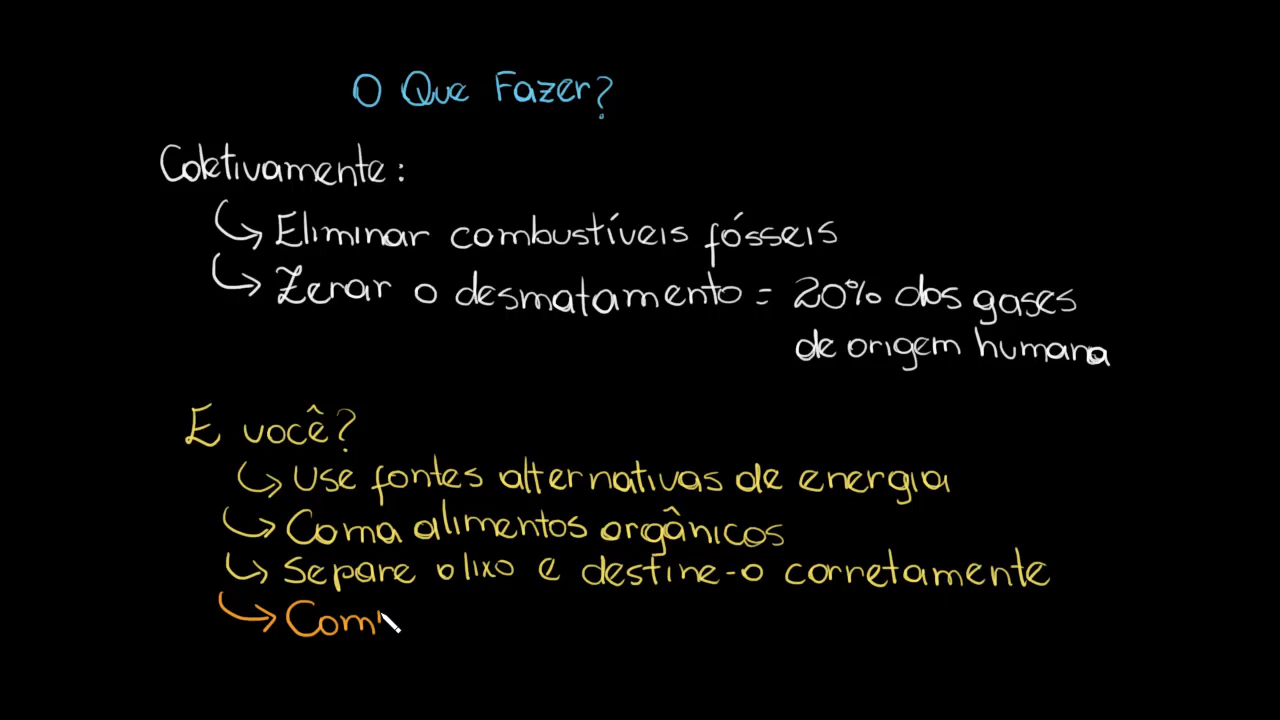 O Que Fazer?
Coletivamente:
Eliminar combustíveis fósseis
Zerar o desmatamento = 20% dos gases
de origem humana
E você?
Use fontes alternativas de energia
Coma alimentos orgânicos
Separe o lixo e destine-o corretamente
Com